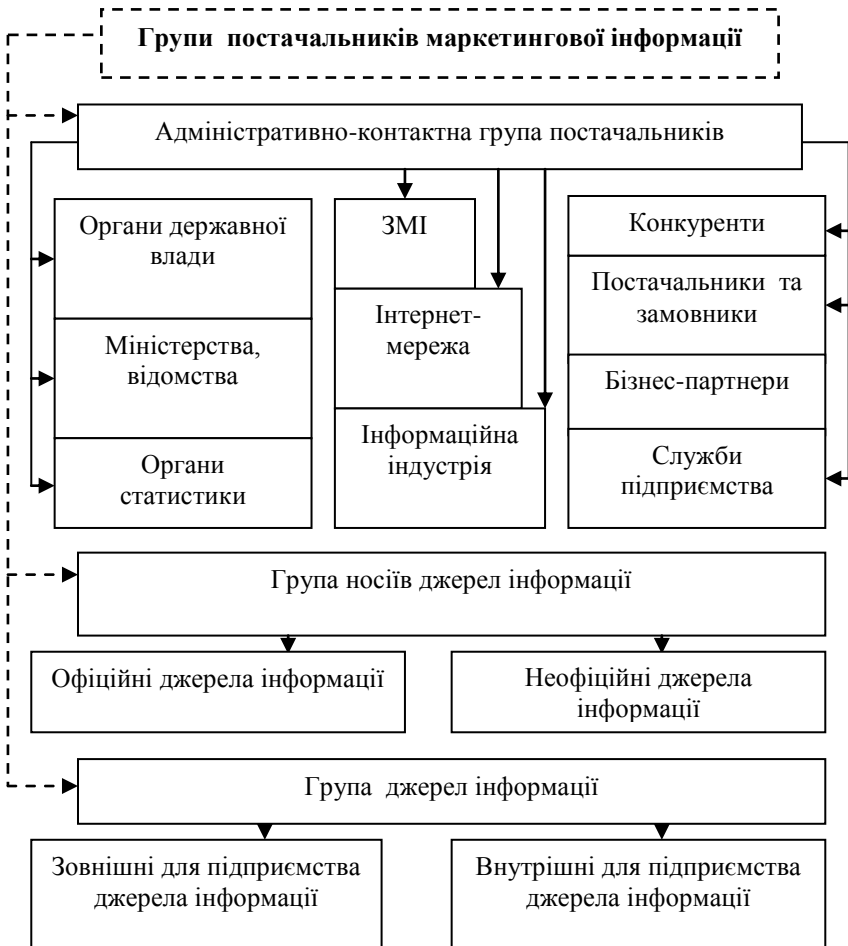 Групи постачальників маркетингової інформації
Адміністративно-контактна група постачальників
Органи державної
влади
Міністерства,
відомства
Органи
статистики
ЗМІ
Інтернет-
мережа
Інформаційна
індустрія
Конкуренти
Постачальники та
замовники
Бізнес-партнери
Служби
підприємства
Група носіїв джерел інформації
Офіційні джерела інформації
Неофіційні джерела
інформації
Група джерел інформації
Зовнішні для підприємства
джерела інформації
Внутрішні для підприємства
джерела інформації